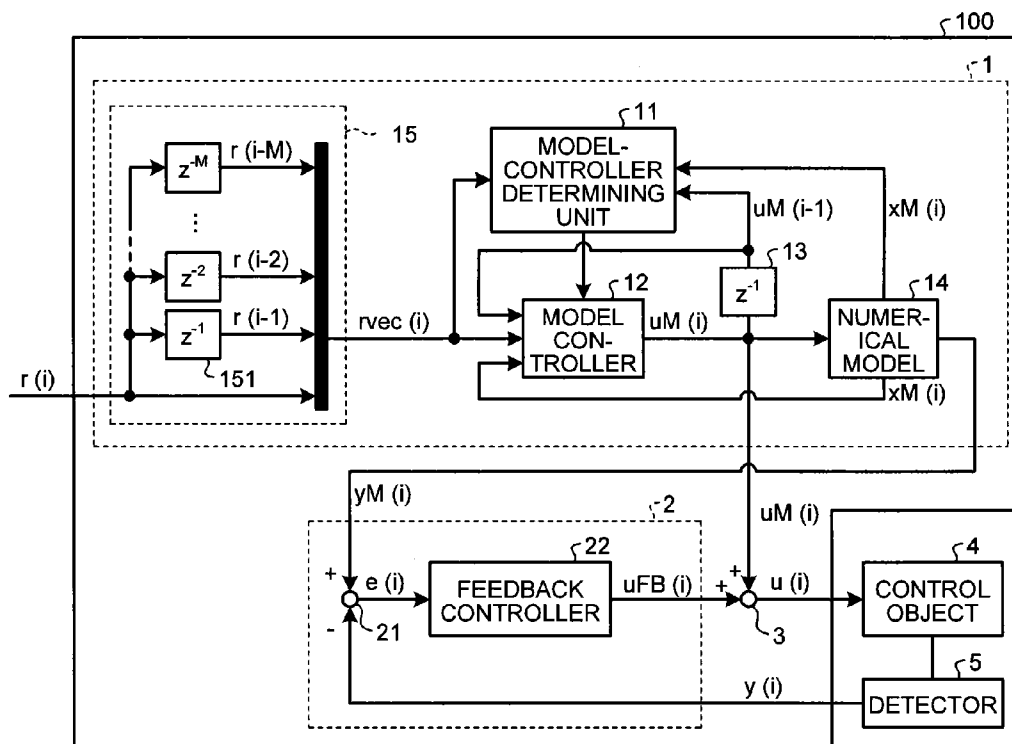 100
1
15
z-M
r (i-M)
⋮
z-2
r (i-2)
z-1
r (i-1)
151
r (i)
rvec (i)
11
MODEL-
CONTROLLER
DETERMINING
UNIT
12
MODEL
CON-
TROLLER
uM (i)
uM (i-1)
13
z-1
xM (i)
14
NUMER-
ICAL
MODEL
xM (i)
yM (i)
uM (i)
2
+
-
21
e (i)
22
FEEDBACK
CONTROLLER
uFB (i)
+
+
3
u (i)
4
CONTROL
OBJECT
5
DETECTOR
y (i)